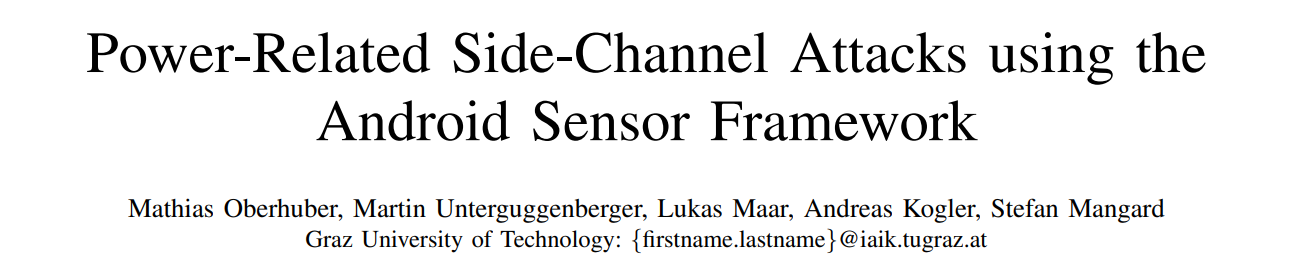 Power-Related Side-Channel Attacks using the
Android Sensor Framework
Mathias Oberhuber, Martin Unterguggenberger, Lukas Maar, Andreas Kogler, Stefan Mangard
Graz University of Technology: {firstname.lastname}@iaik.tugraz.at